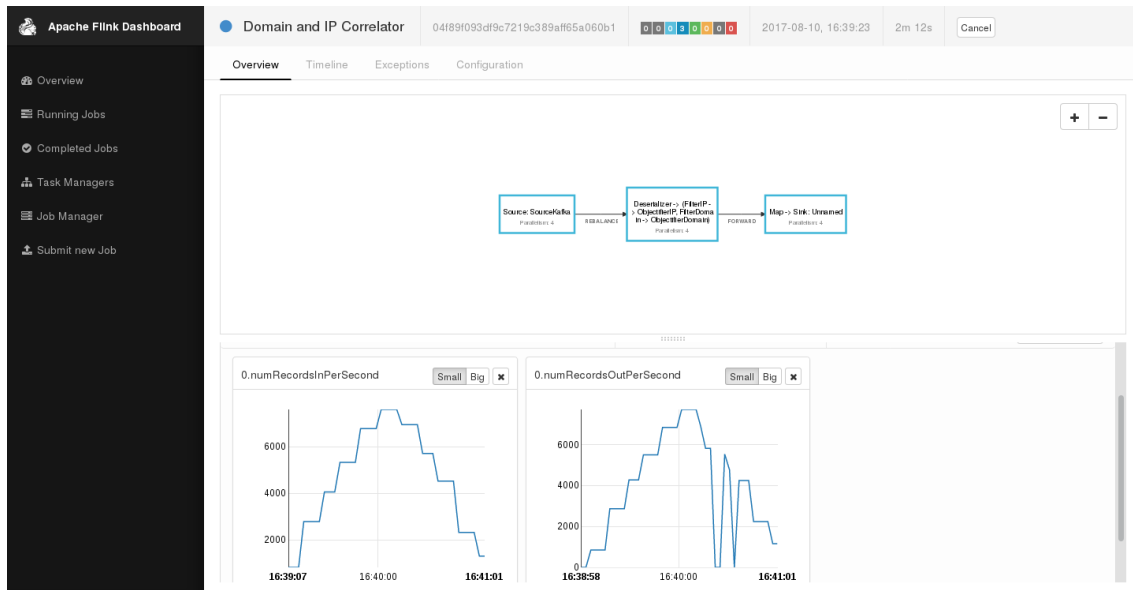 Apache Flink Dashboard
Overview
Running Jobs
Completed Jobs
Task Managers
Job Manager
Submit new Job
Domain and IP Correlator
04f89f093df9c7219c389aff65a060b1
0 0 0 3 0 0 0 0
2017-08-10, 16:39:23
2m 12s
Cancel
Overview
Timeline
Exceptions
Configuration
+
−
Source: SourceKafka
Parallelism: 4
REBALANCE
Deserializer -> (FilterIP -
> ObjectifierIP, FilterDoma
in -> ObjectifierDomain)
Parallelism: 4
FORWARD
Map -> Sink: Unnamed
Parallelism: 4
0.numRecordsInPerSecond
Small
Big
6000
4000
2000
16:39:07
16:40:00
16:41:01
0.numRecordsOutPerSecond
Small
Big
6000
4000
2000
0
16:38:58
16:40:00
16:41:01